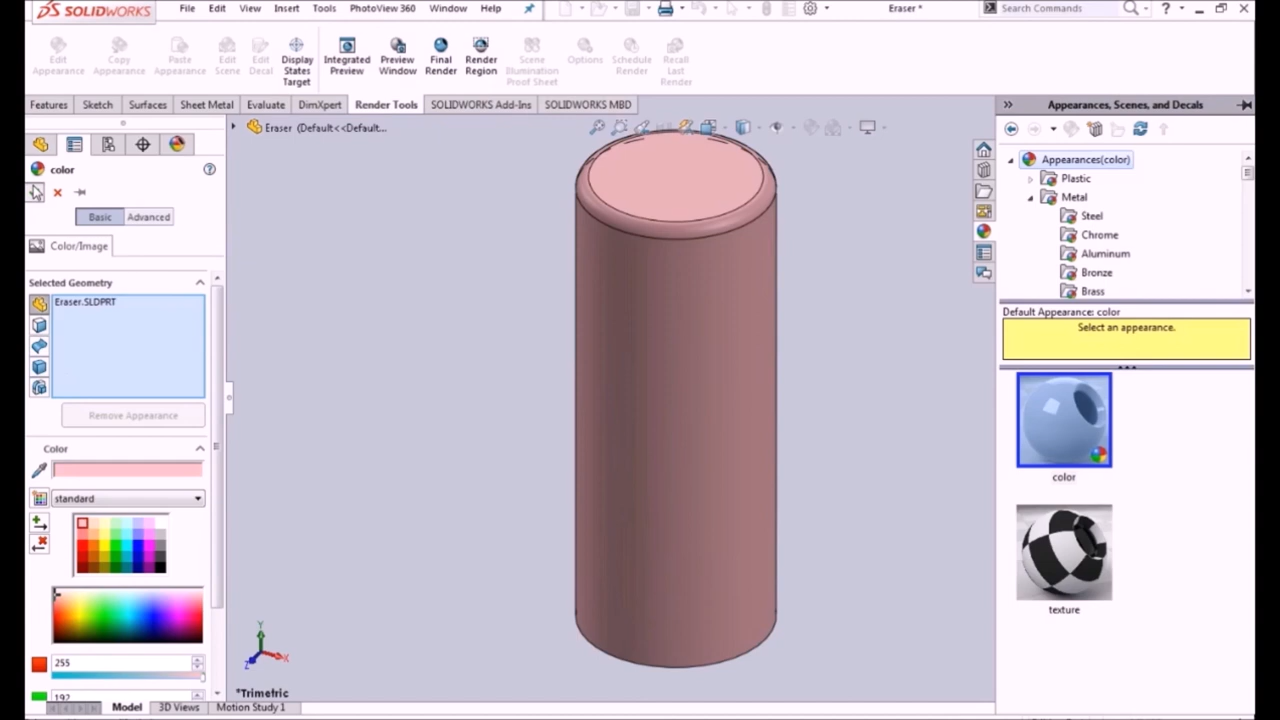 SOLIDWORKS File Edit View Insert Tools PhotoView 360 Window Help Eraser * Search Commands
Edit Appearance
Copy Appearance
Paste Appearance
Edit Scene
Edit Decal
Display States Target
Integrated Preview
Preview Window
Final Render
Render Region
Scene Illumination Proof Sheet
Options
Schedule Render
Recall Last Render
Features Sketch Surfaces Sheet Metal Evaluate DimXpert Render Tools SOLIDWORKS Add-Ins SOLIDWORKS MBD
Eraser (Default<<Default...
color
Basic Advanced
Color/Image
Selected Geometry
Eraser.SLDPRT
Remove Appearance
Color
standard
255
192
Y
X
Z
*Trimetric
Model 3D Views Motion Study 1
Appearances, Scenes, and Decals
Appearances(color)
Plastic
Metal
Steel
Chrome
Aluminum
Bronze
Brass
Default Appearance: color
Select an appearance.
color
texture